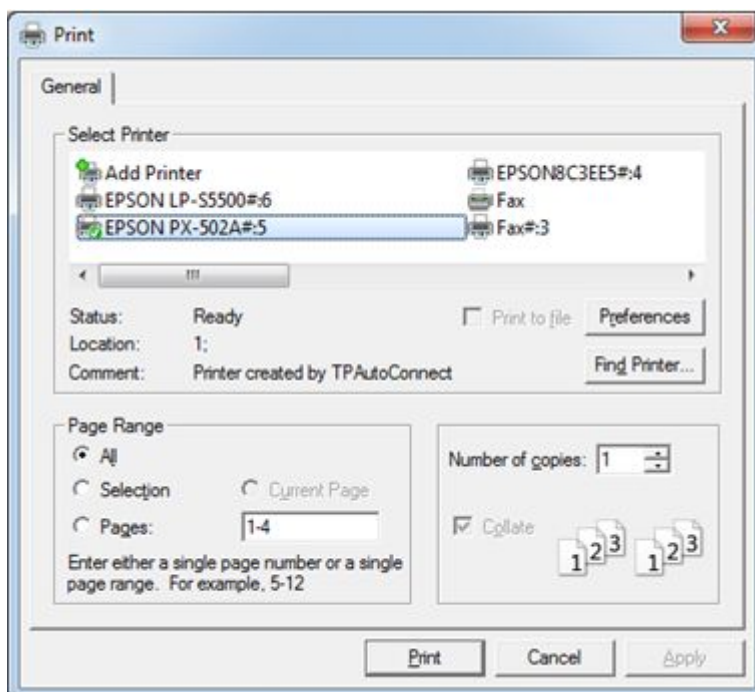 Print
General
Select Printer
Add Printer
EPSON LP-S5500#:6
EPSON PX-502A#:5
EPSON8C3EE5#:4
Fax
Fax#:3
Status: Ready
Print to file
Preferences
Location: 1;
Comment: Printer created by TPAutoConnect
Find Printer...
Page Range
All
Selection
Current Page
Pages: 1-4
Enter either a single page number or a single
page range. For example, 5-12
Number of copies: 1
Collate
1 2 3 1 2 3
Print
Cancel
Apply